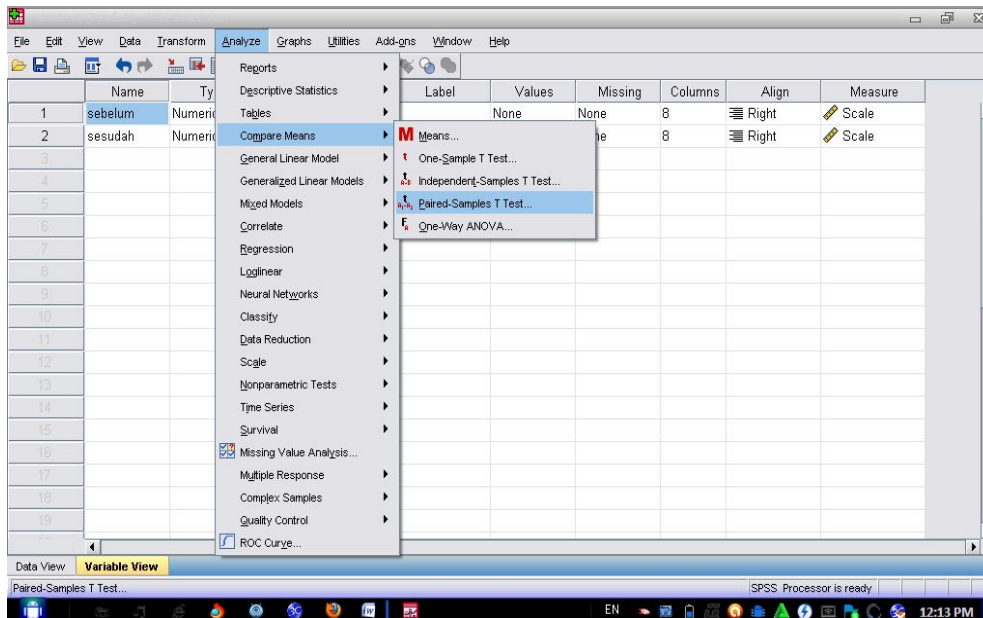 File Edit View Data Transform Analyze Graphs Utilities Add-ons Window Help
Name Ty Label Values Missing Columns Align Measure
1 sebelum Numeric None None 8 Right Scale
2 sesudah Numeric ne 8 Right Scale
3
4
5
6
7
8
9
10
11
12
13
14
15
16
17
18
19
Reports
Descriptive Statistics
Tables
Compare Means
General Linear Model
Generalized Linear Models
Mixed Models
Correlate
Regression
Loglinear
Neural Networks
Classify
Data Reduction
Scale
Nonparametric Tests
Time Series
Survival
Missing Value Analysis...
Multiple Response
Complex Samples
Quality Control
ROC Curve...
M Means...
t One-Sample T Test...
Independent-Samples T Test...
Paired-Samples T Test...
One-Way ANOVA...
Data View Variable View
Paired-Samples T Test... SPSS Processor is ready
EN 12:13 PM